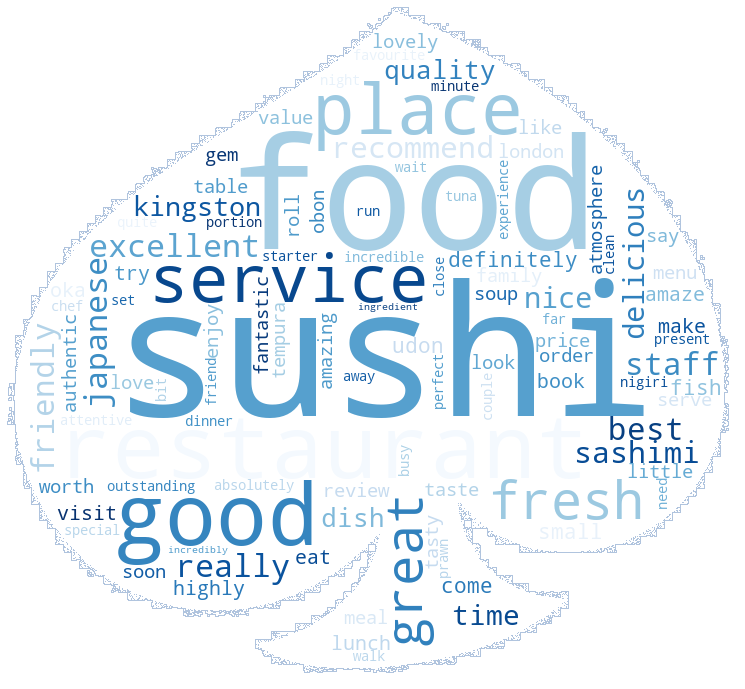 lovely
favourite
quality
night
minute
place
value
like
recommend
london
gem
food
wait
table
tuna
experience
kingston
roll
obon
run
atmosphere
delicious
portion
quite
say
excellent
starter
incredible
close
definitely
clean
service
japanese
try
family
menu
oka
soup
nice
amaze
chef
set
fantastic
ingredient
sushi
far
make
authentic
enjoy
tempura
amazing
udon
price
present
friendly
order
look
staff
love
bit
friend
away
perfect
couple
book
nigiri
fish
serve
attentive
dinner
restaurant
best
sashimi
busy
little
worth
outstanding
absolutely
review
taste
need
good
fresh
visit
dish
special
great
tasty
small
incredibly
really
eat
prawn
soon
highly
come
time
meal
lunch
walk